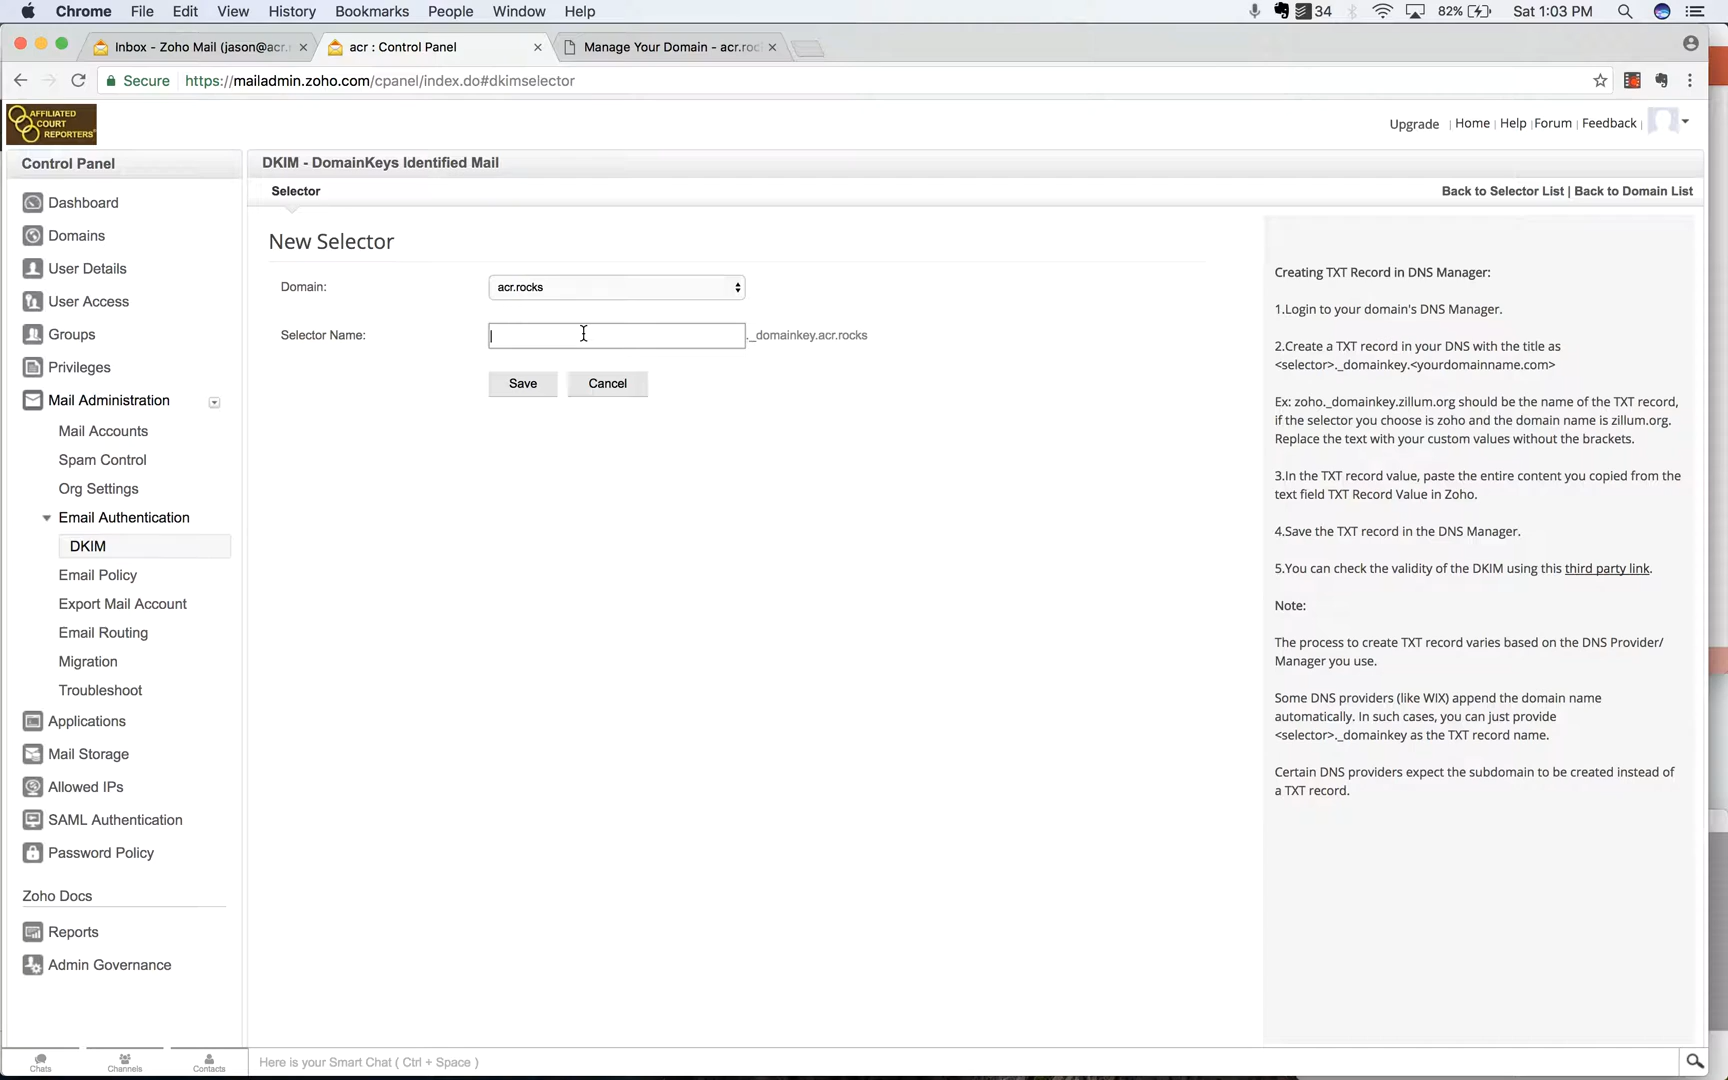 Chrome File Edit View History Bookmarks People Window Help 34 82% Sat 1:03 PM
Inbox - Zoho Mail (jason@acr. acr : Control Panel Manage Your Domain - acr.roc
Secure https://mailadmin.zoho.com/cpanel/index.do#dkimselector
AFFILIATED
COURT
REPORTERS
Upgrade | Home | Help | Forum | Feedback |
Control Panel
DKIM - DomainKeys Identified Mail
Selector
Back to Selector List | Back to Domain List
Dashboard
Domains
User Details
User Access
Groups
Privileges
Mail Administration
Mail Accounts
Spam Control
Org Settings
Email Authentication
DKIM
Email Policy
Export Mail Account
Email Routing
Migration
Troubleshoot
Applications
Mail Storage
Allowed IPs
SAML Authentication
Password Policy
Zoho Docs
Reports
Admin Governance
New Selector
Domain: acr.rocks
Selector Name: ._domainkey.acr.rocks
Save Cancel
Creating TXT Record in DNS Manager:
1.Login to your domain's DNS Manager.
2.Create a TXT record in your DNS with the title as
<selector>._domainkey.<yourdomainname.com>
Ex: zoho._domainkey.zillum.org should be the name of the TXT record,
if the selector you choose is zoho and the domain name is zillum.org.
Replace the text with your custom values without the brackets.
3.In the TXT record value, paste the entire content you copied from the
text field TXT Record Value in Zoho.
4.Save the TXT record in the DNS Manager.
5.You can check the validity of the DKIM using this third party link.
Note:
The process to create TXT record varies based on the DNS Provider/
Manager you use.
Some DNS providers (like WIX) append the domain name
automatically. In such cases, you can just provide
<selector>._domainkey as the TXT record name.
Certain DNS providers expect the subdomain to be created instead of
a TXT record.
Chats Channels Contacts Here is your Smart Chat ( Ctrl + Space )